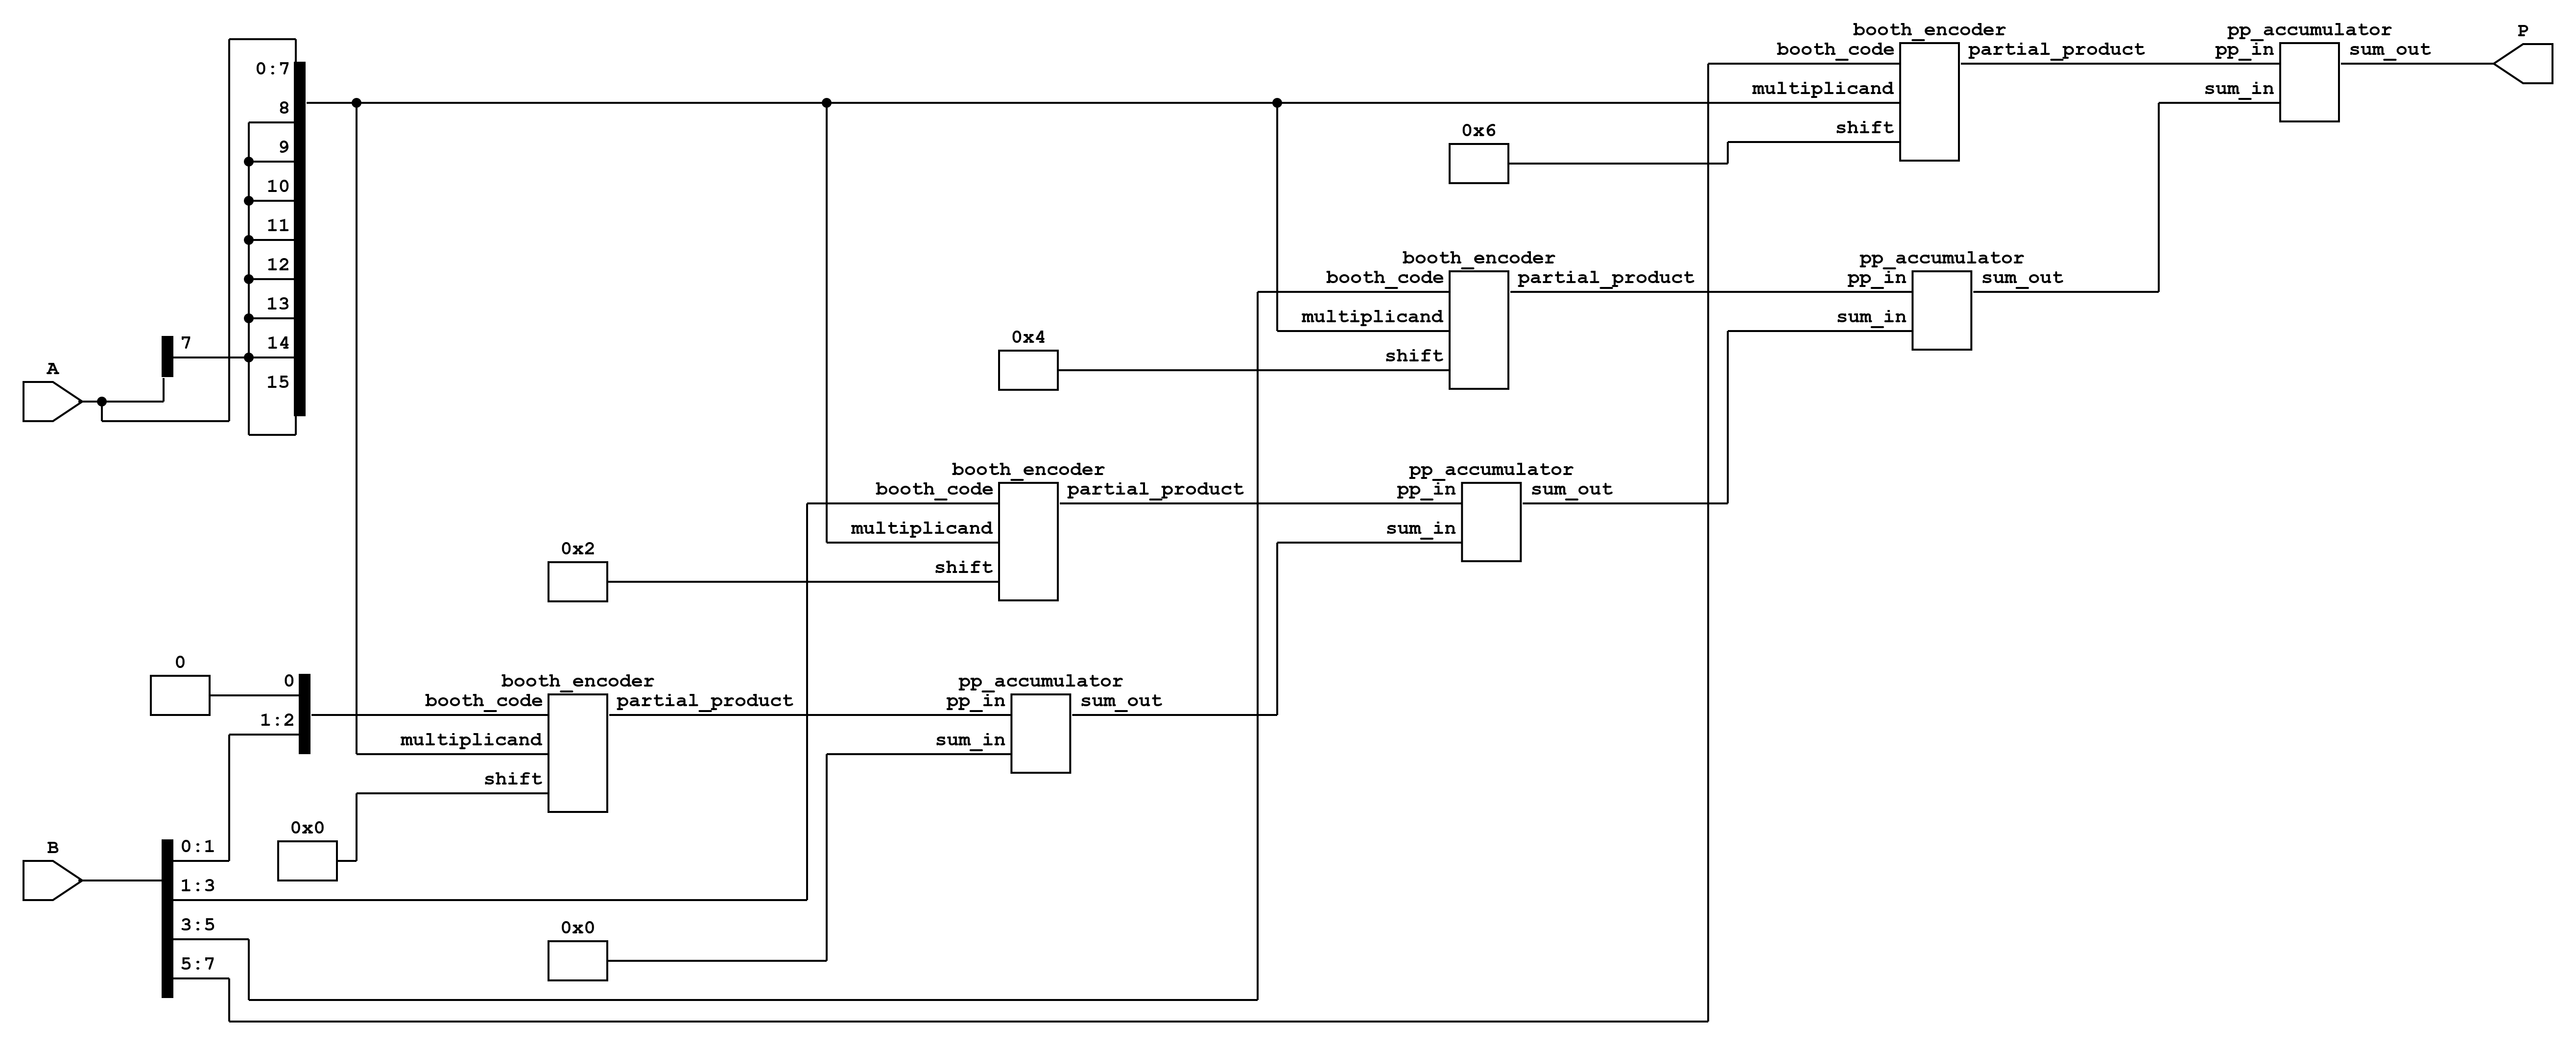 booth_encoder
pp_accumulator
P
booth_code
partial_product
pp_in
sum_out
0:7
multiplicand
sum_in
8
shift
0x6
9
10
11
booth_encoder
pp_accumulator
12
booth_code
partial_product
pp_in
sum_out
13
multiplicand
sum_in
0x4
14
7
shift
A
15
booth_encoder
pp_accumulator
booth_code
partial_product
pp_in
sum_out
multiplicand
sum_in
0x2
shift
0
0
booth_encoder
pp_accumulator
booth_code
partial_product
pp_in
sum_out
1:2
multiplicand
sum_in
shift
0x0
B
0:1
1:3
3:5
0x0
5:7